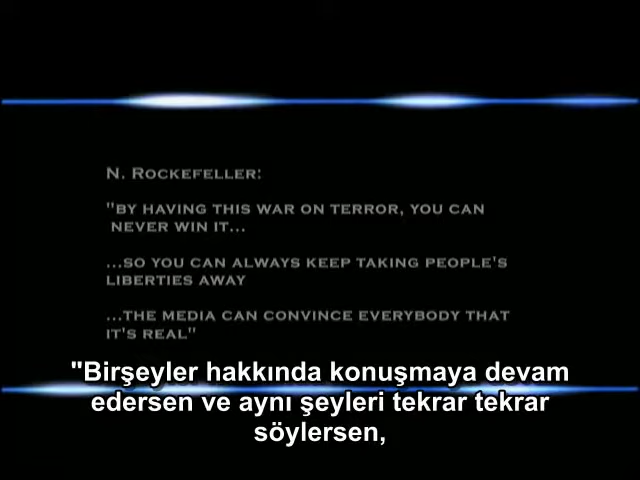 N. ROCKEFELLER:
"BY HAVING THIS WAR ON TERROR, YOU CAN
NEVER WIN IT...
...SO YOU CAN ALWAYS KEEP TAKING PEOPLE'S
LIBERTIES AWAY
...THE MEDIA CAN CONVINCE EVERYBODY THAT
IT'S REAL"
"Birşeyler hakkında konuşmaya devam
edersen ve aynı şeyleri tekrar tekrar
söylersen,